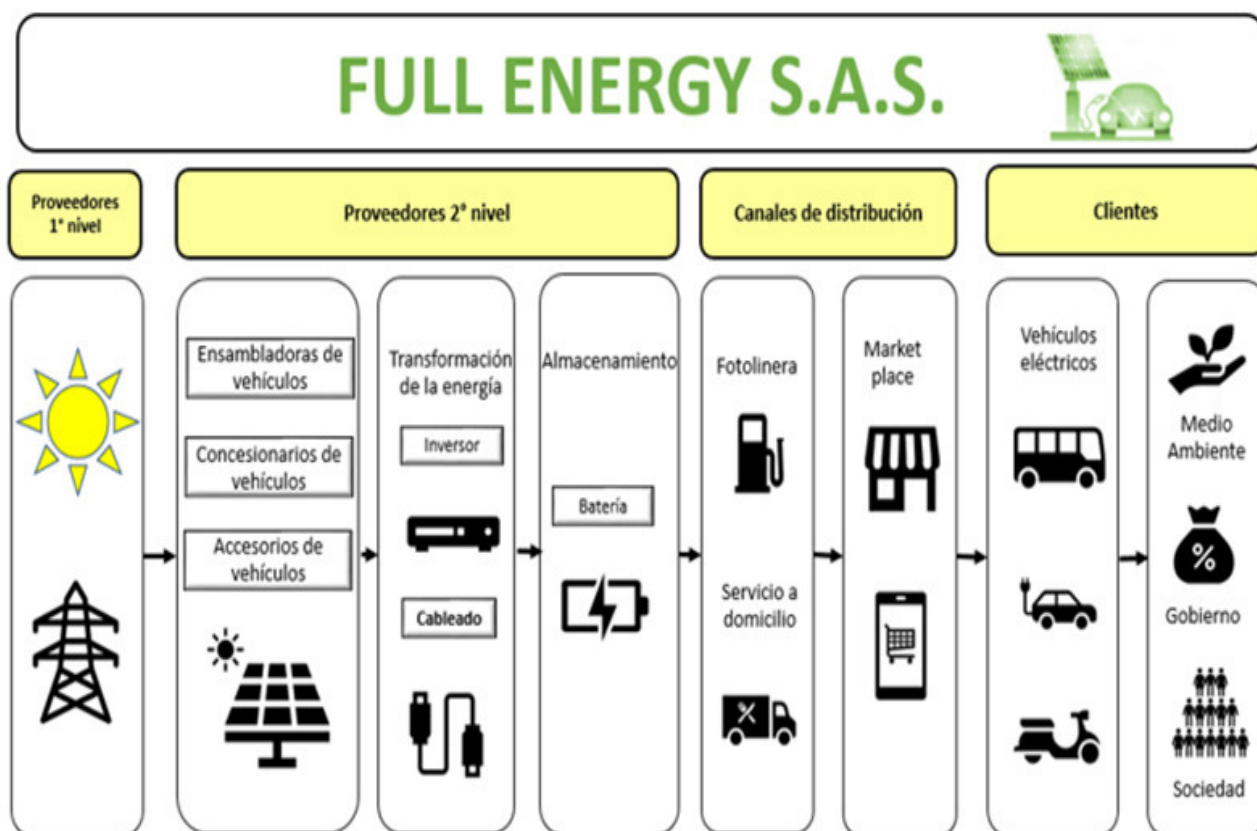 FULL ENERGY S.A.S.
Proveedores
1° nivel
Proveedores 2° nivel
Canales de distribución
Clientes
Ensambladoras de
vehículos
Concesionarios de
vehículos
Accesorios de
vehículos
Transformación
de la energía
Inversor
Cableado
Almacenamiento
Batería
Fotolinera
Servicio a
domicilio
Market
place
Vehículos
eléctricos
Medio
Ambiente
%
Gobierno
Sociedad